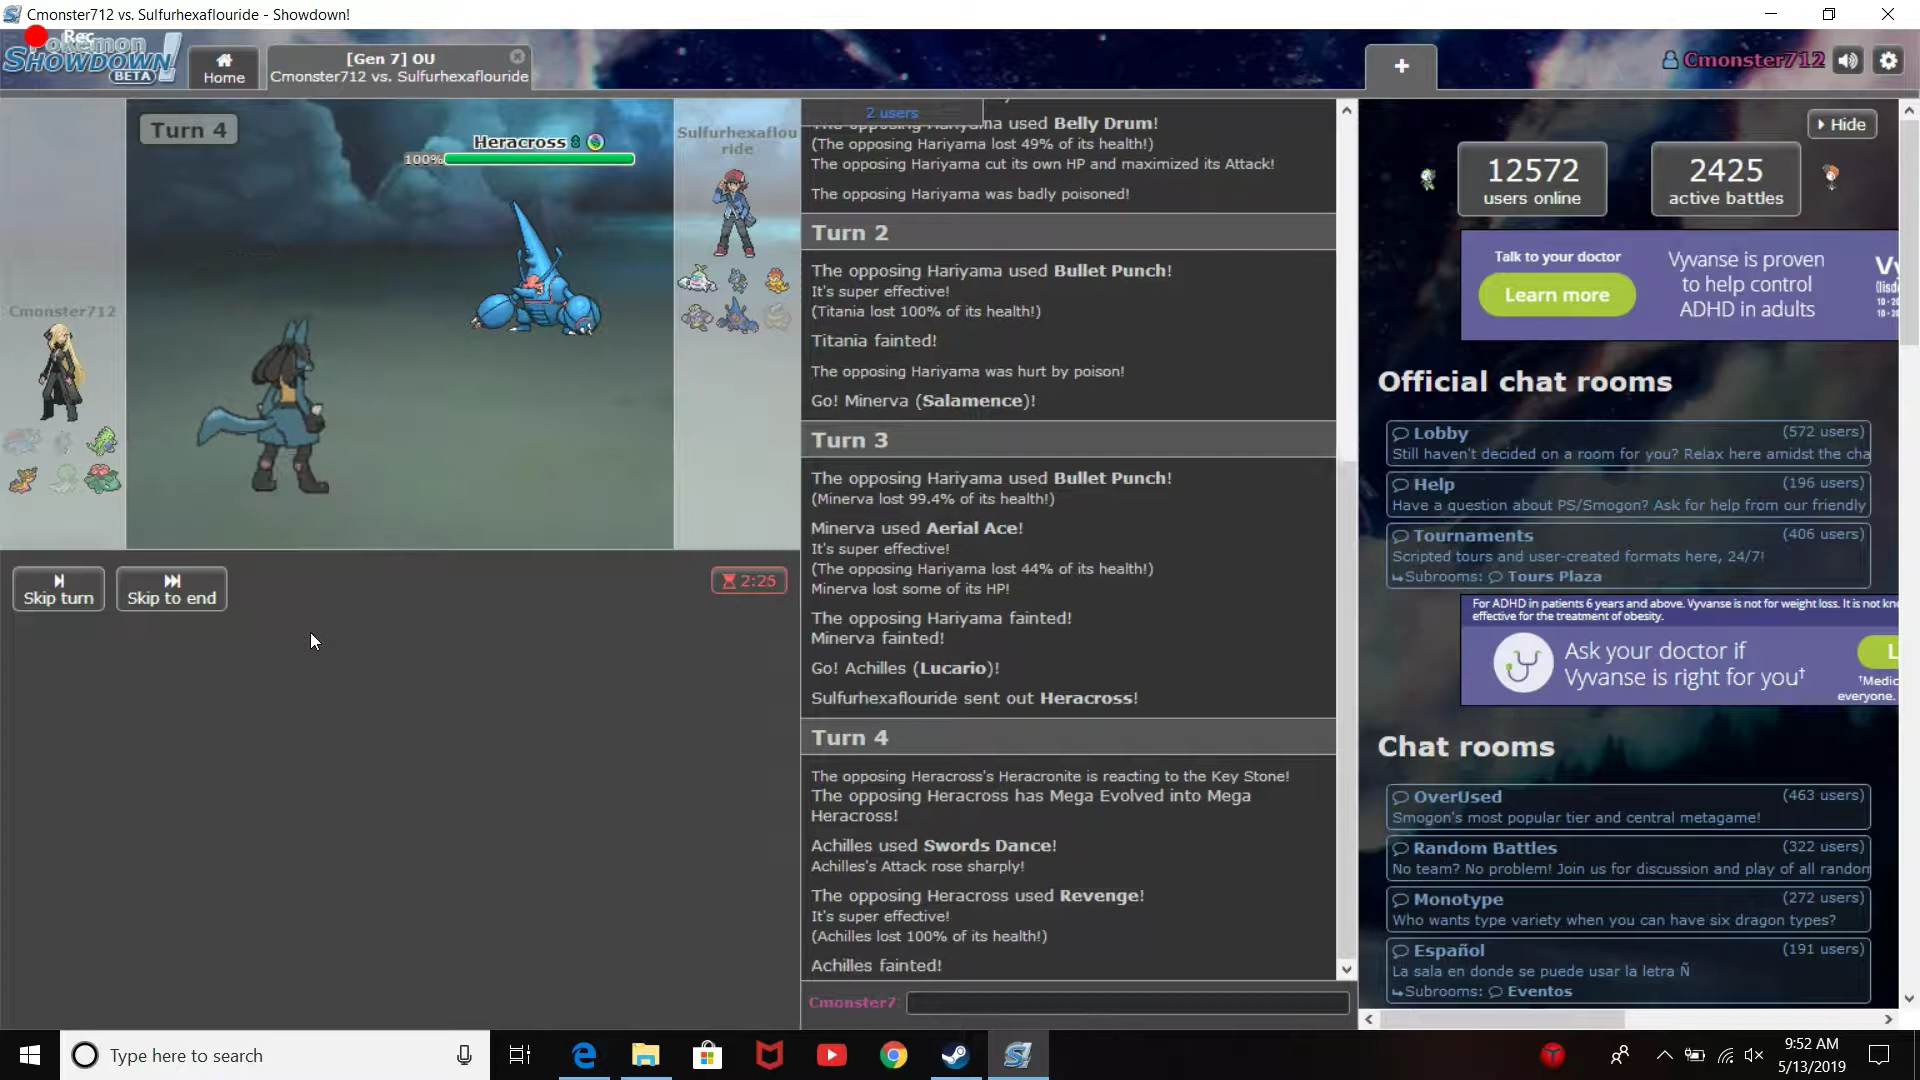 Cmonster712 vs. Sulfurhexaflouride - Showdown!
Rec
Pokémon
SHOWDOWN!
BETA
Home
[Gen 7] OU
Cmonster712 vs. Sulfurhexaflouride
+
Cmonster712
Turn 4
Heracross 8
100%
Sulfurhexaflou
ride
Cmonster712
Skip turn
Skip to end
2:25
2 users
used Belly Drum!
(The opposing Hariyama lost 49% of its health!)
The opposing Hariyama cut its own HP and maximized its Attack!
The opposing Hariyama was badly poisoned!
Turn 2
The opposing Hariyama used Bullet Punch!
It's super effective!
(Titania lost 100% of its health!)
Titania fainted!
The opposing Hariyama was hurt by poison!
Go! Minerva (Salamence)!
Turn 3
The opposing Hariyama used Bullet Punch!
(Minerva lost 99.4% of its health!)
Minerva used Aerial Ace!
It's super effective!
(The opposing Hariyama lost 44% of its health!)
Minerva lost some of its HP!
The opposing Hariyama fainted!
Minerva fainted!
Go! Achilles (Lucario)!
Sulfurhexaflouride sent out Heracross!
Turn 4
The opposing Heracross's Heracronite is reacting to the Key Stone!
The opposing Heracross has Mega Evolved into Mega
Heracross!
Achilles used Swords Dance!
Achilles's Attack rose sharply!
The opposing Heracross used Revenge!
It's super effective!
(Achilles lost 100% of its health!)
Achilles fainted!
Cmonster7
Hide
12572
users online
2425
active battles
Talk to your doctor
Learn more
Vyvanse is proven
to help control
ADHD in adults
Official chat rooms
Lobby (572 users)
Still haven't decided on a room for you? Relax here amidst the cha
Help (196 users)
Have a question about PS/Smogon? Ask for help from our friendly
Tournaments (406 users)
Scripted tours and user-created formats here, 24/7!
Subrooms: Tours Plaza
For ADHD in patients 6 years and above. Vyvanse is not for weight loss. It is not kn
effective for the treatment of obesity.
Ask your doctor if
Vyvanse is right for you†
L
†Medic
everyone.
Chat rooms
OverUsed (463 users)
Smogon's most popular tier and central metagame!
Random Battles (322 users)
No team? No problem! Join us for discussion and play of all random
Monotype (272 users)
Who wants type variety when you can have six dragon types?
Español (191 users)
La sala en donde se puede usar la letra Ñ
Subrooms: Eventos
Type here to search
9:52 AM
5/13/2019